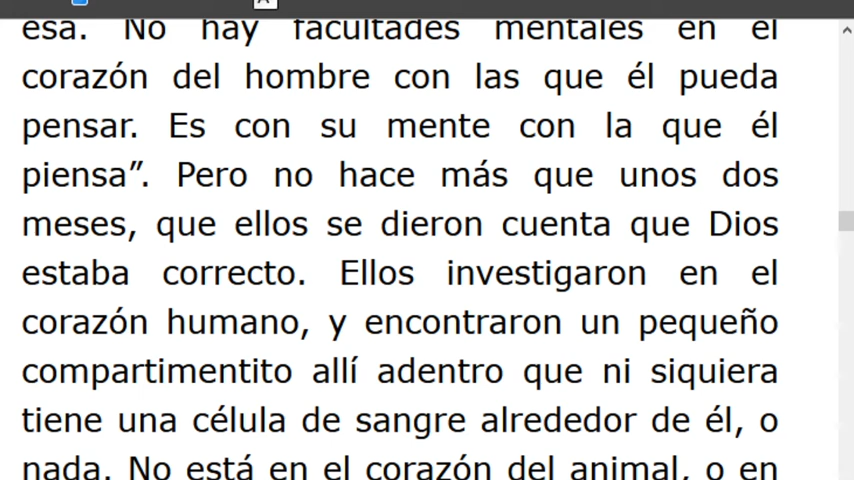 esa. No hay facultades mentales en el
corazón del hombre con las que él pueda
pensar. Es con su mente con la que él
piensa”. Pero no hace más que unos dos
meses, que ellos se dieron cuenta que Dios
estaba correcto. Ellos investigaron en el
corazón humano, y encontraron un pequeño
compartimentito allí adentro que ni siquiera
tiene una célula de sangre alrededor de él, o
nada. No está en el corazón del animal, o en